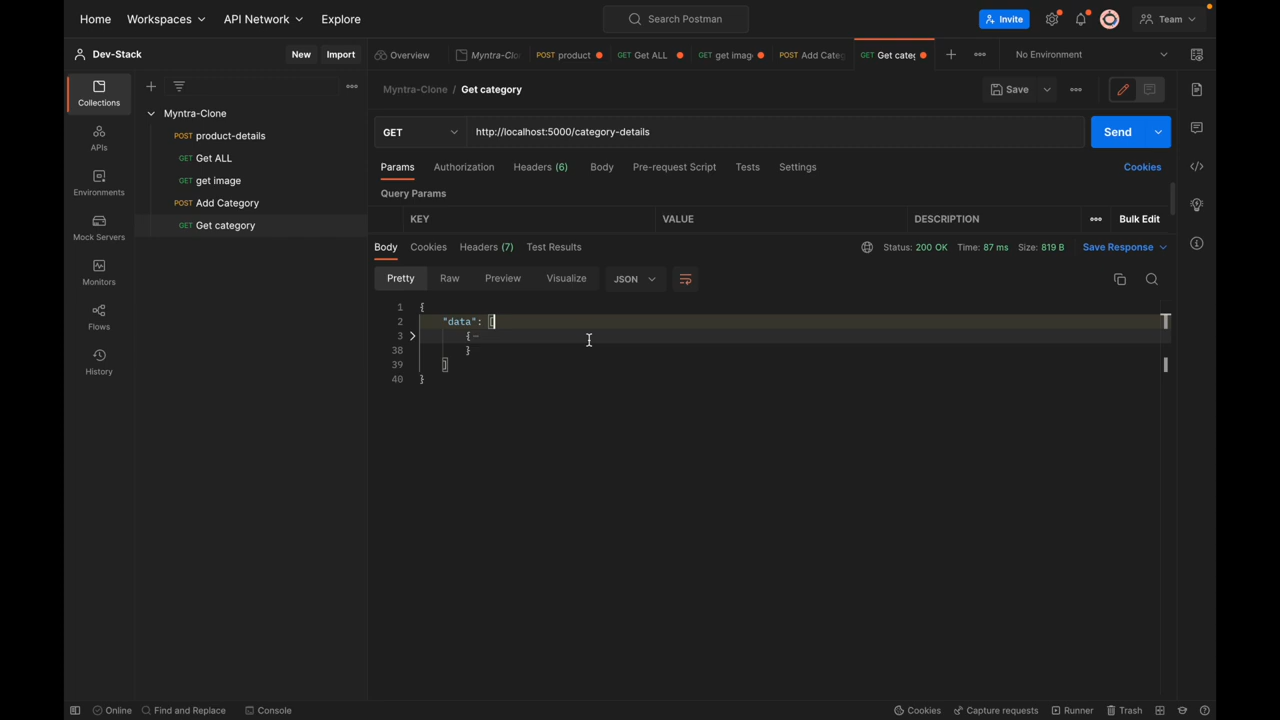 Home Workspaces API Network Explore Search Postman Invite Team
Dev-Stack New Import Overview Myntra-Clo POST product GET Get ALL GET get imag POST Add Categ GET Get categ No Environment
Collections
APIs
Environments
Mock Servers
Monitors
Flows
History
Myntra-Clone
POST product-details
GET Get ALL
GET get image
POST Add Category
GET Get category
Myntra-Clone / Get category Save
GET http://localhost:5000/category-details Send
Params Authorization Headers (6) Body Pre-request Script Tests Settings Cookies
Query Params
KEY VALUE DESCRIPTION Bulk Edit
Body Cookies Headers (7) Test Results Status: 200 OK Time: 87 ms Size: 819 B Save Response
Pretty Raw Preview Visualize JSON
1 {
2 "data": [
3 {
38 }
39 ]
40 }
Online Find and Replace Console Cookies Capture requests Runner Trash